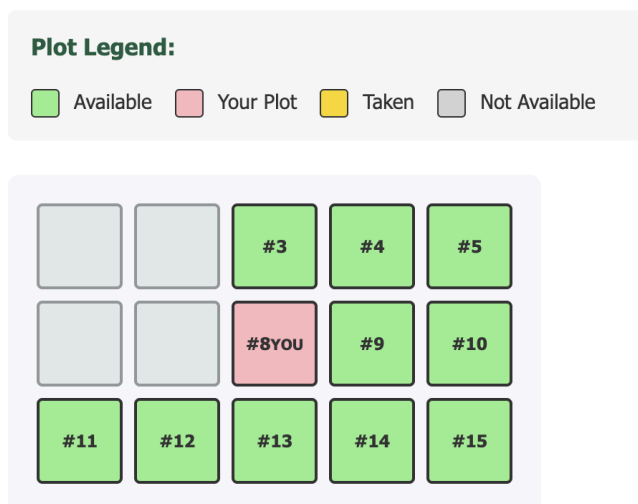 Plot Legend:
Available Your Plot Taken Not Available
#3 #4 #5
#8YOU #9 #10
#11 #12 #13 #14 #15